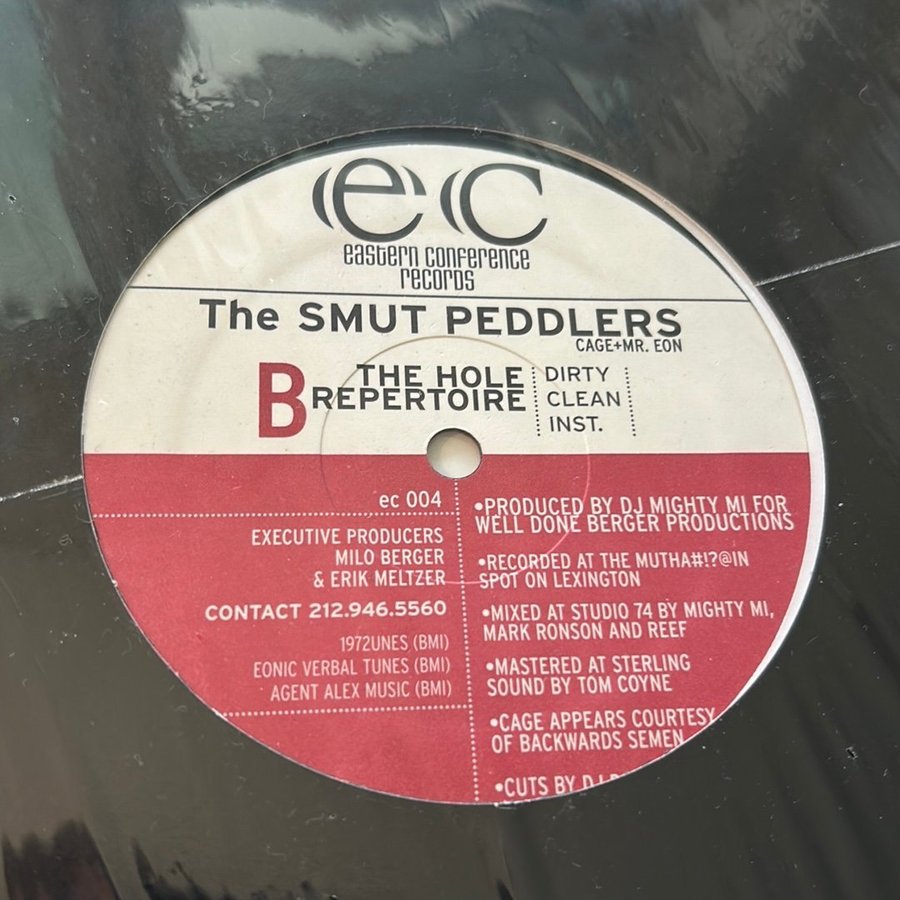 ec
eastern conference
records
The SMUT PEDDLERS
CAGE+MR. EON
B
THE HOLE
REPERTOIRE
DIRTY
CLEAN
INST.
ec 004
EXECUTIVE PRODUCERS
MILO BERGER
& ERIK MELTZER
CONTACT 212.946.5560
1972UNES (BMI)
EONIC VERBAL TUNES (BMI)
AGENT ALEX MUSIC (BMI)
•PRODUCED BY DJ MIGHTY MI FOR
WELL DONE BERGER PRODUCTIONS
•RECORDED AT THE MUTHA#!?@IN
SPOT ON LEXINGTON
•MIXED AT STUDIO 74 BY MIGHTY MI,
MARK RONSON AND REEF
•MASTERED AT STERLING
SOUND BY TOM COYNE
•CAGE APPEARS COURTESY
OF BACKWARDS SEMEN
•CUTS BY